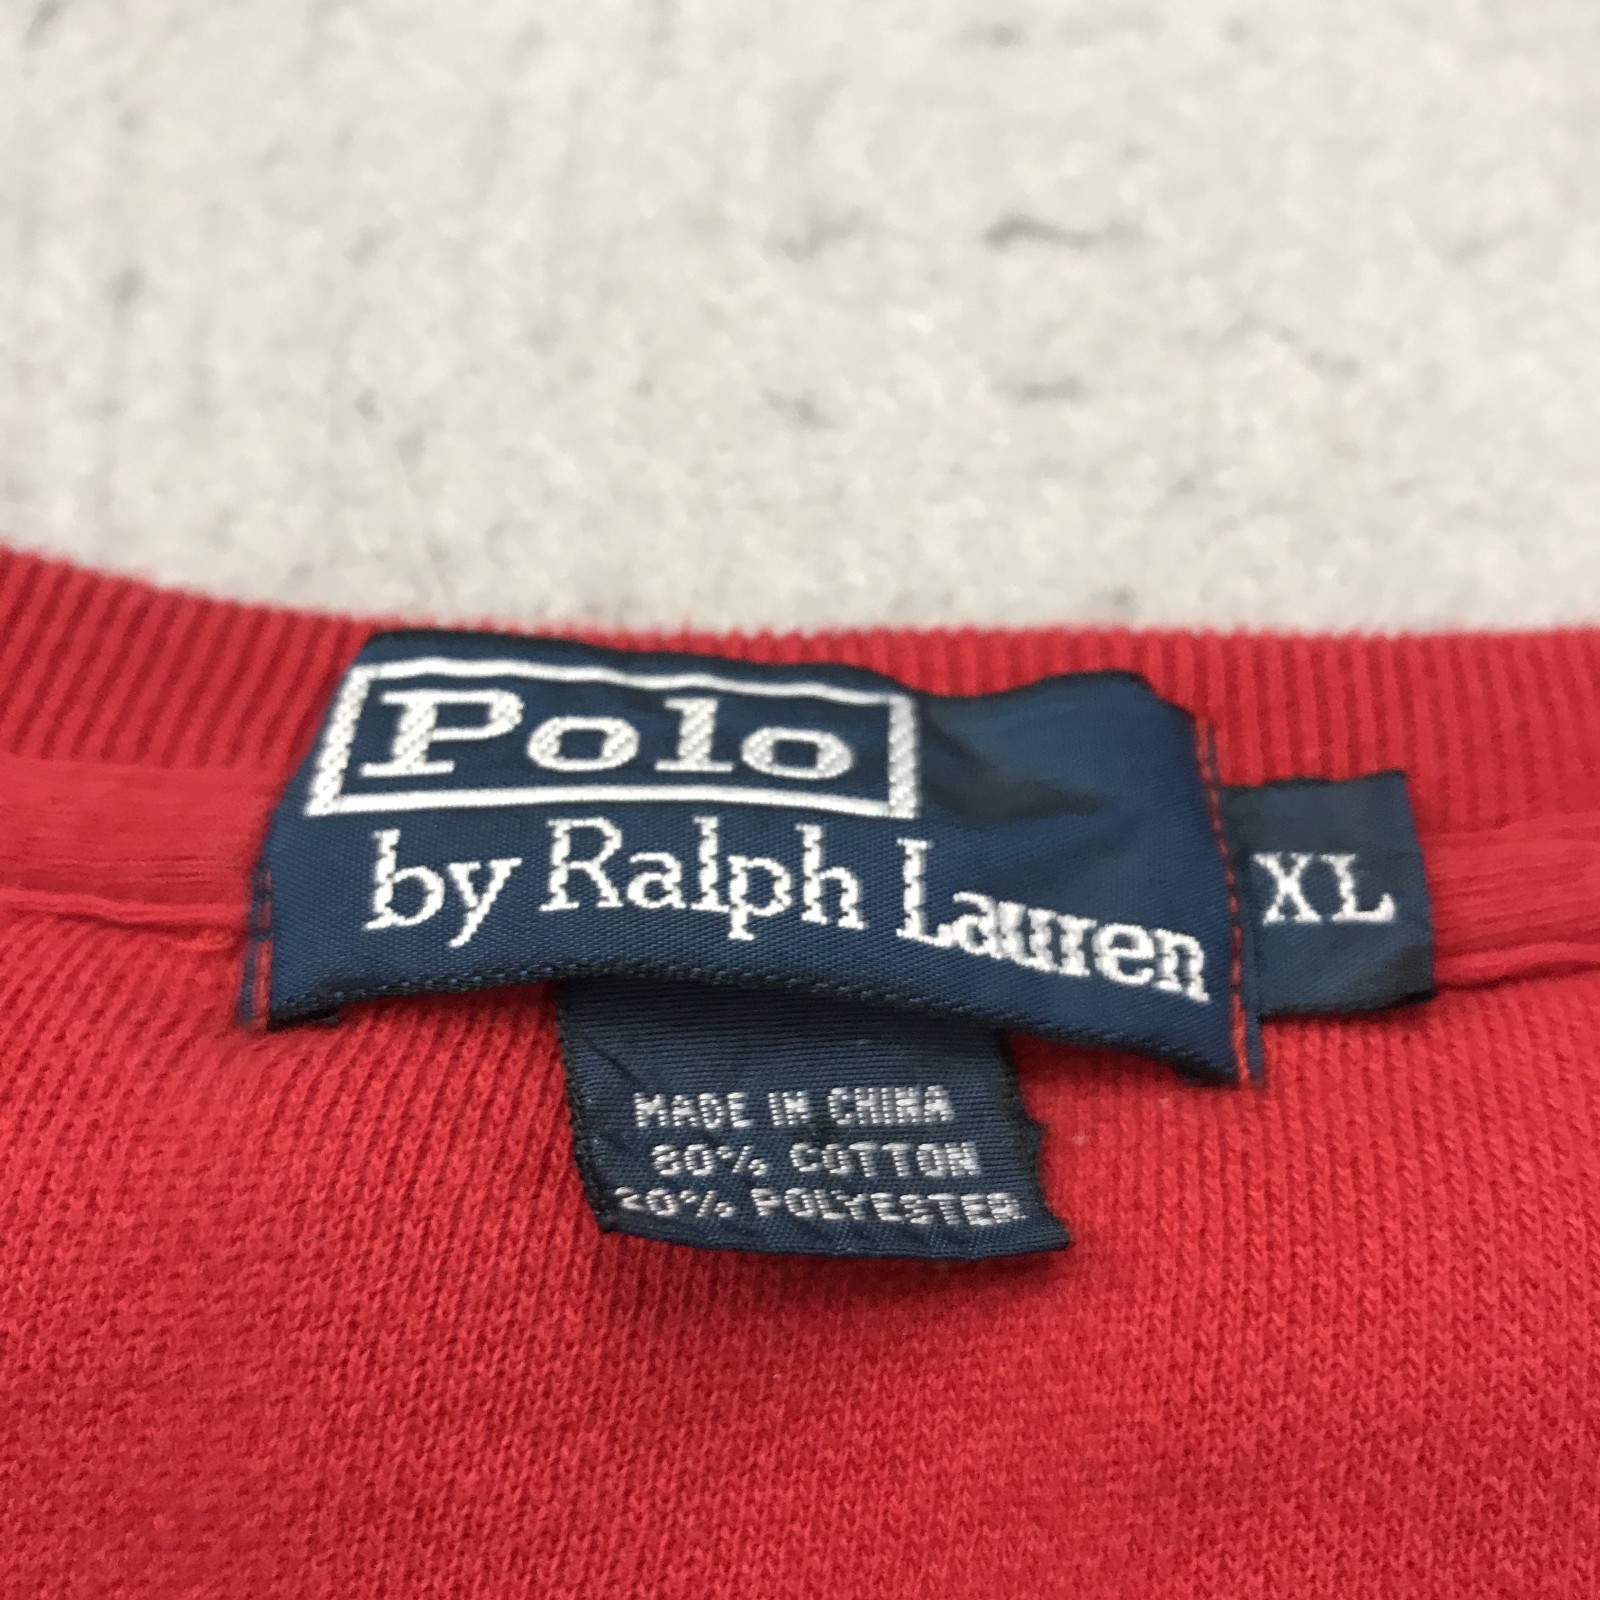 Polo
by Ralph Lauren
XL
MADE IN CHINA
80% COTTON
20% POLYESTER